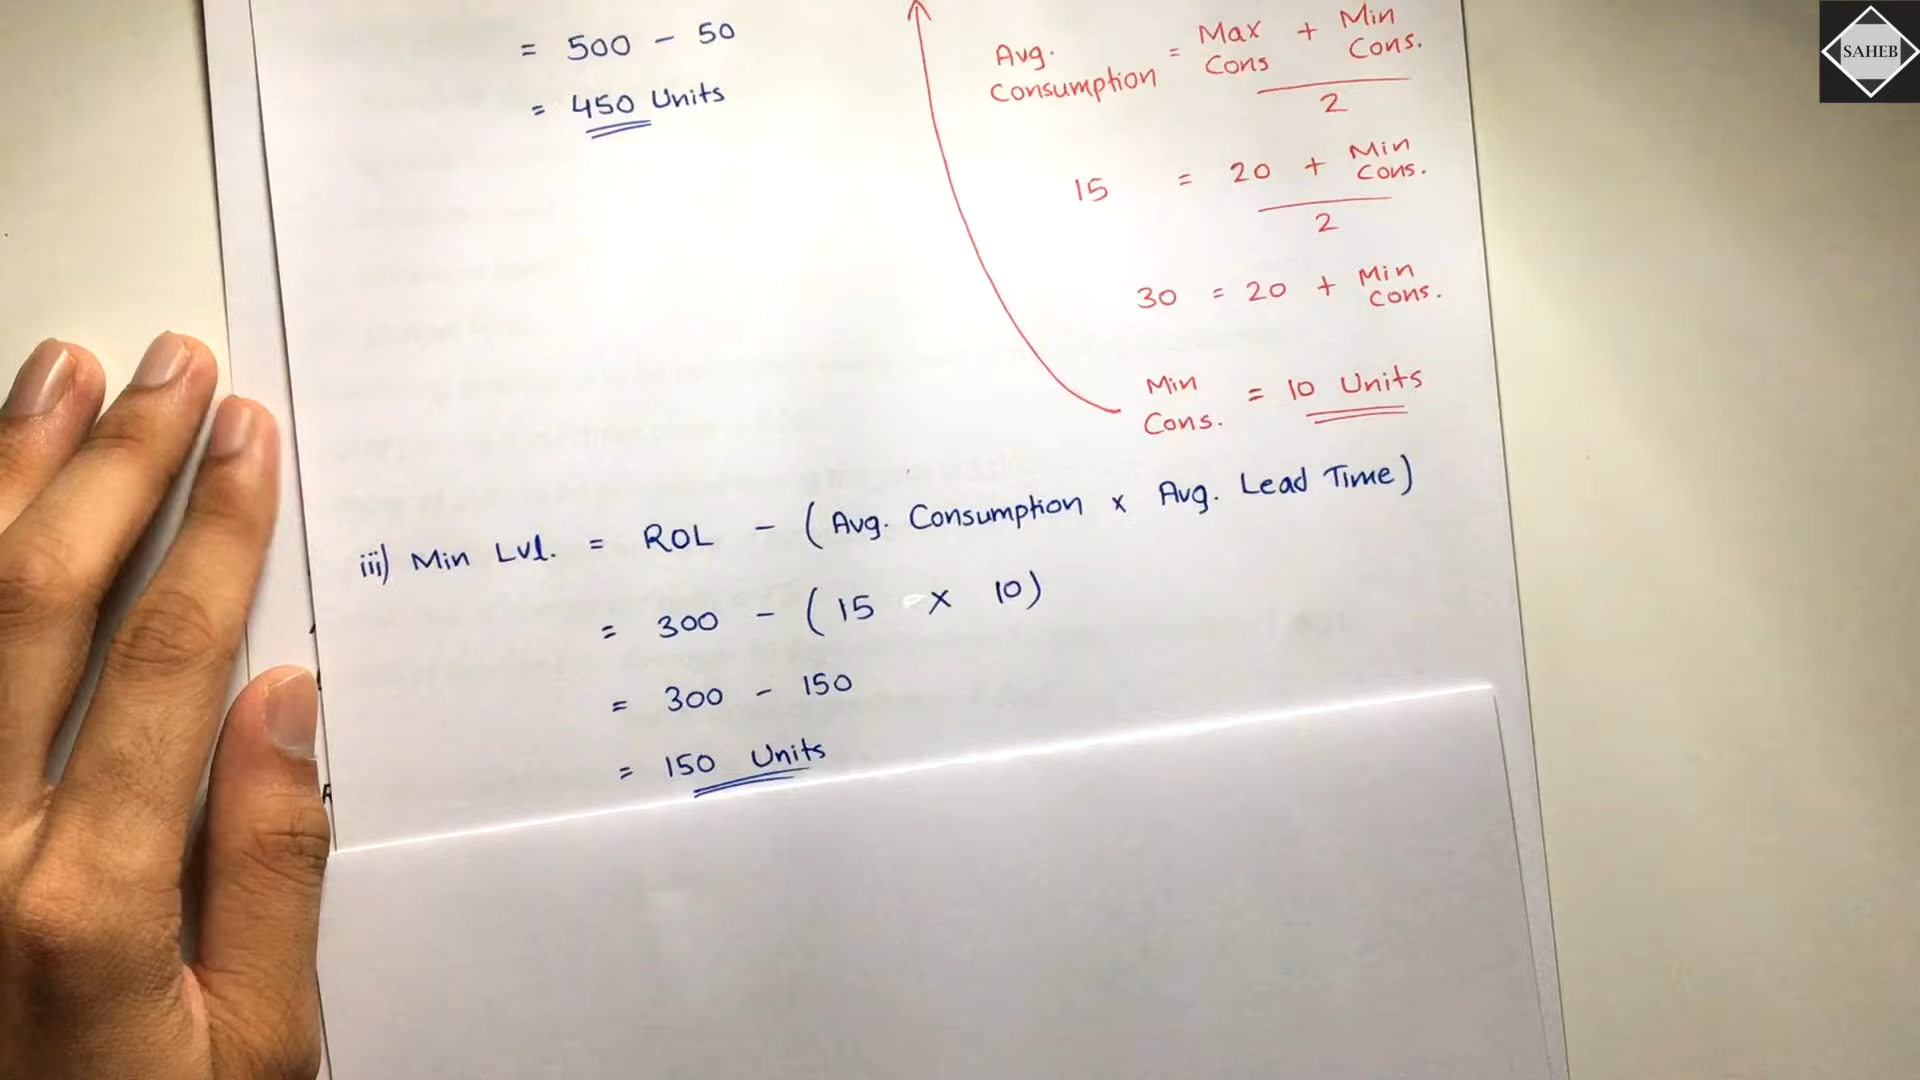 = 500 - 50
= 450 Units
Avg. Consumption = Max Cons + Min Cons.
2
15 = 20 + Min Cons.
2
30 = 20 + Min Cons.
Min Cons. = 10 Units
iii) Min Lvl. = ROL - (Avg. Consumption x Avg. Lead Time)
= 300 - (15 x 10)
= 300 - 150
= 150 Units
SAHEB